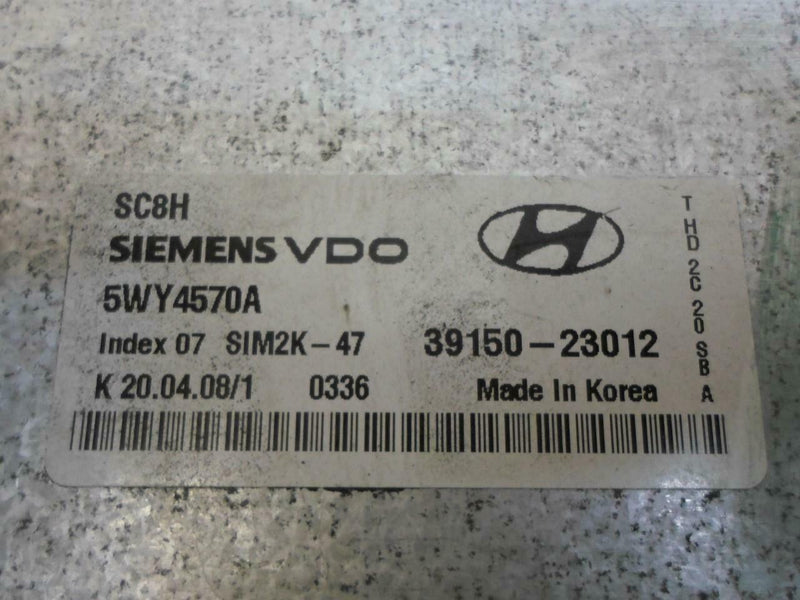 SC8H
SIEMENS VDO
5WY4570A
Index 07 SIM2K-47 39150-23012
K 20.04.08/1 0336 Made In Korea
T HD 2C 20 SB A